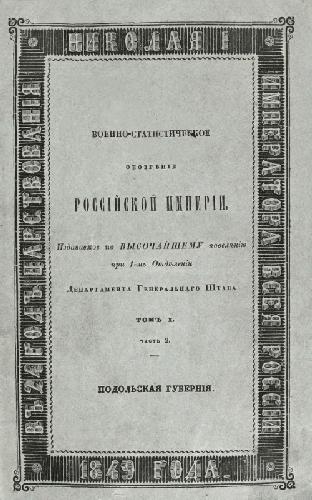 НИКОЛАЯ I
ВОЕННО-СТАТИСТИЧЕСКОЕ
ОБОЗРѢНІЕ
РОССІЙСКОЙ ИМПЕРІИ.
Издаваемое по ВЫСОЧАЙШЕМУ повелѣнію
при 1-мъ Отдѣленіи
Департамента Генеральнаго Штаба
ТОМЪ X.
ЧАСТЬ 2.
ПОДОЛЬСКАЯ ГУБЕРНІЯ.
ВЪ 24 ГОДЪ ЦАРСТВОВАНІЯ
ИМПЕРАТОРА ВСЕЯ РОССІИ
1849 ГОДА.